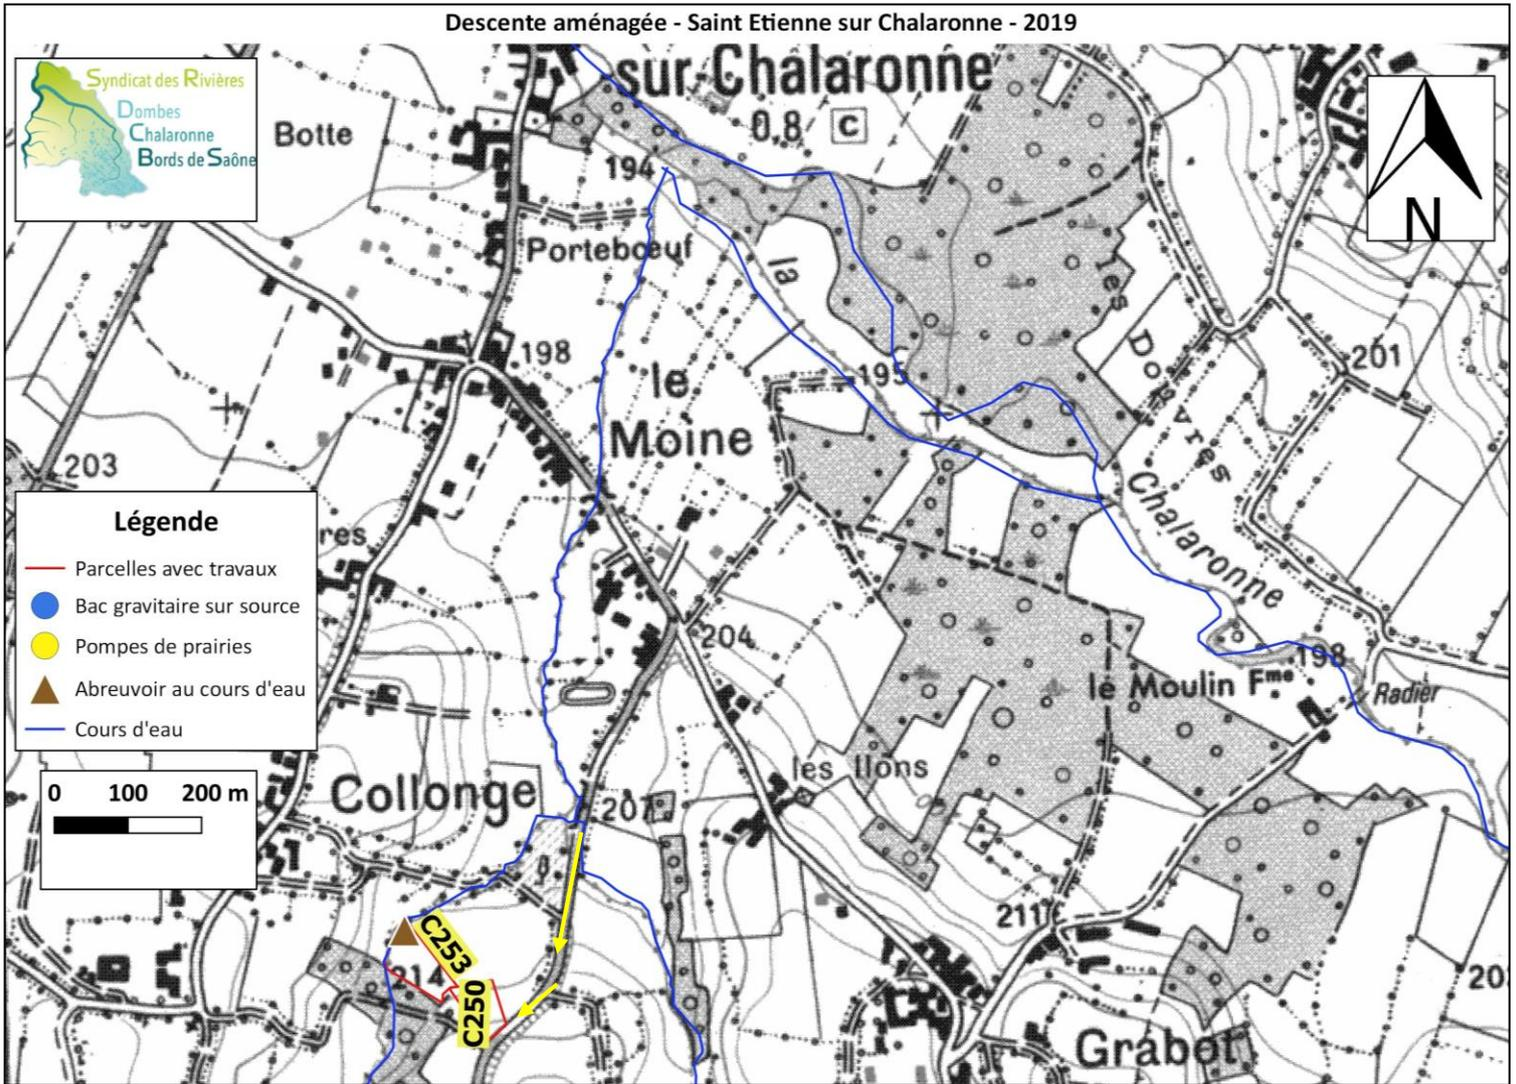 Descente aménagée - Saint Etienne sur Chalaronne - 2019
Syndicat des Rivières
Dombes
Chalaronne
Bords de Saône
sur Chalaronne
0,8 C
Botte
194
N
Portebœuf
la
les Douvres
198
201
le
195
Moine
203
Chalaronne
Légende
Parcelles avec travaux
Bac gravitaire sur source
Pompes de prairies
Abreuvoir au cours d'eau
Cours d'eau
res
204
198
le Moulin Fme
Radier
les Ilons
0 100 200 m
Collonge
207
211
C253
214
C250
Grabot